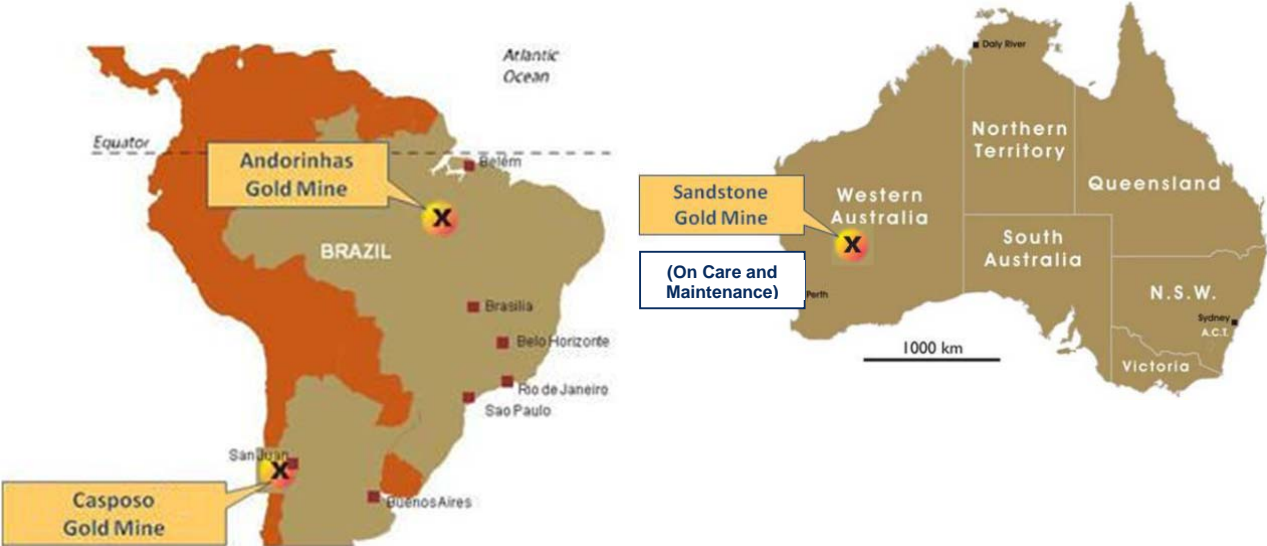 Atlantic
Ocean
Equator
Andorinhas
Gold Mine
Belém
X
BRAZIL
Brasilia
Belo Horizonte
Rio de Janeiro
Sao Paulo
San Juan
X
Buenos Aires
Casposo
Gold Mine
Daly River
Northern
Territory
Queensland
Sandstone
Gold Mine
Western
Australia
X
South
Australia
(On Care and
Maintenance)
Perth
N.S.W.
Sydney
A.C.T.
1000 km
Victoria